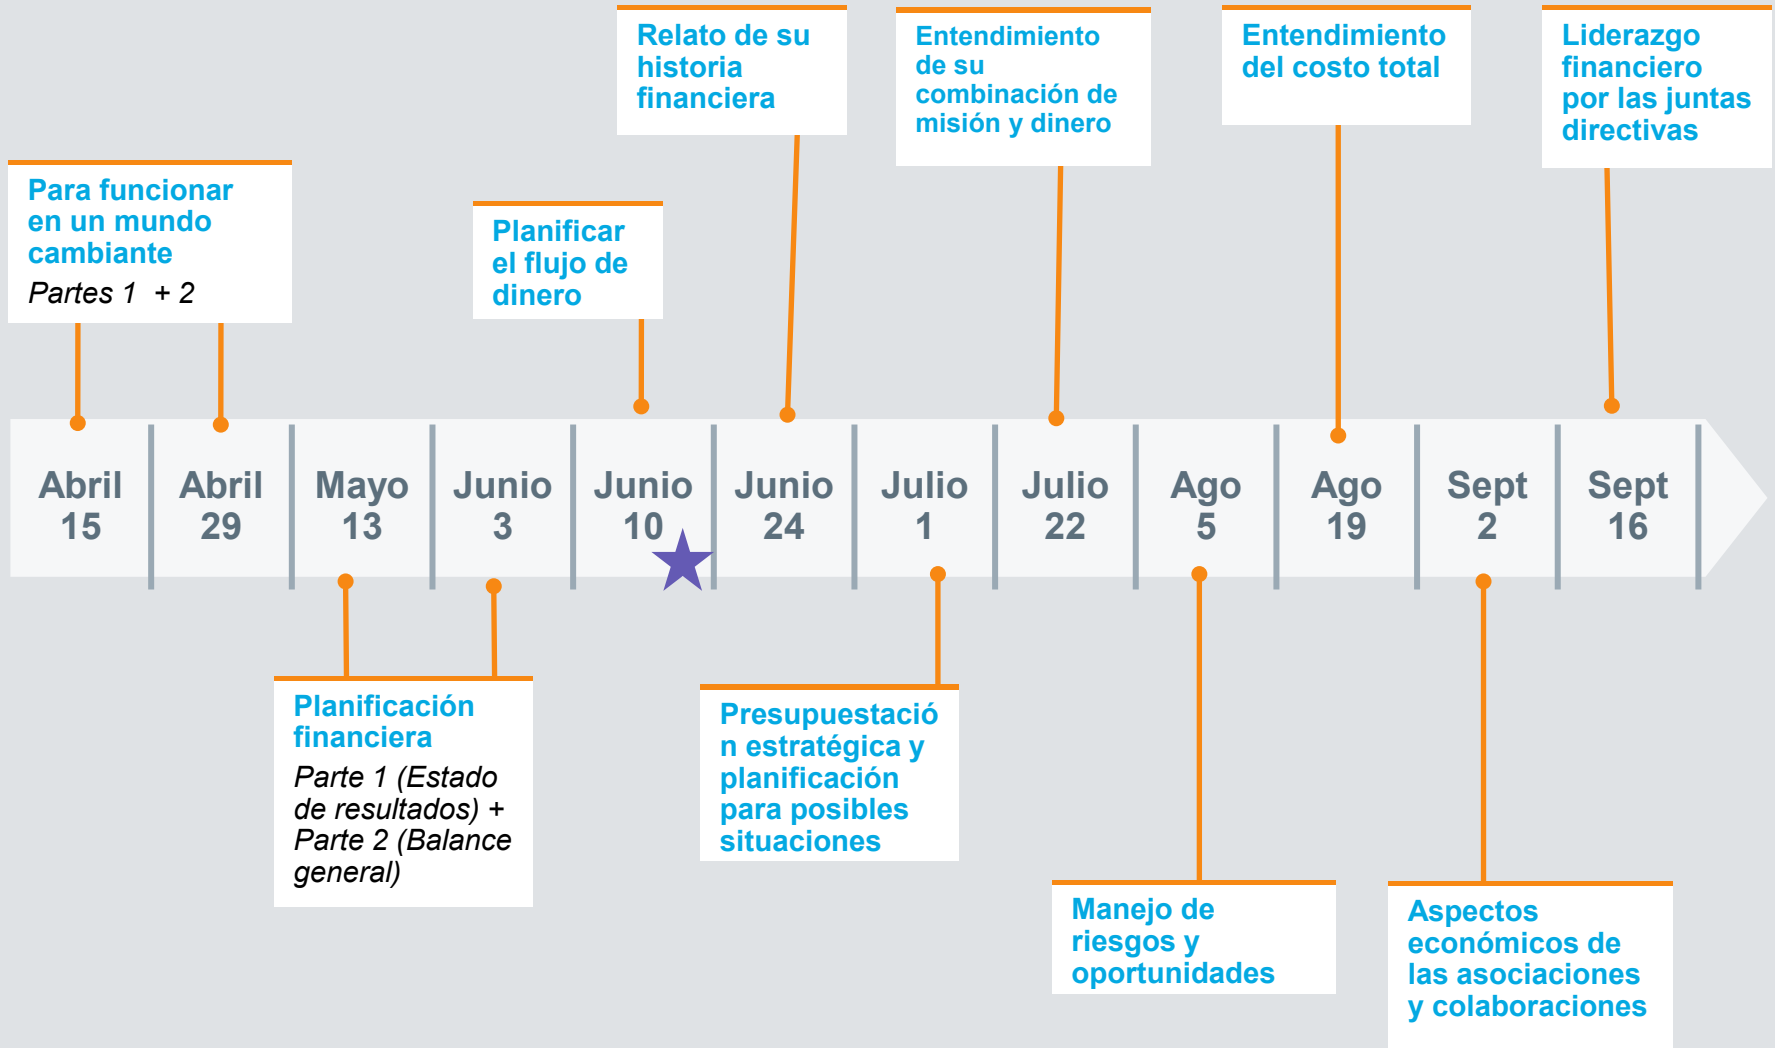 Relato de su
historia
financiera
Entendimiento
de su
combinación de
misión y dinero
Entendimiento
del costo total
Liderazgo
financiero
por las juntas
directivas
Para funcionar
en un mundo
cambiante
Partes 1 + 2
Planificar
el flujo de
dinero
Abril
15
Abril
29
Mayo
13
Junio
3
Junio
10
Junio
24
Julio
1
Julio
22
Ago
5
Ago
19
Sept
2
Sept
16
Planificación
financiera
Parte 1 (Estado
de resultados) +
Parte 2 (Balance
general)
Presupuestació
n estratégica y
planificación
para posibles
situaciones
Manejo de
riesgos y
oportunidades
Aspectos
económicos de
las asociaciones
y colaboraciones